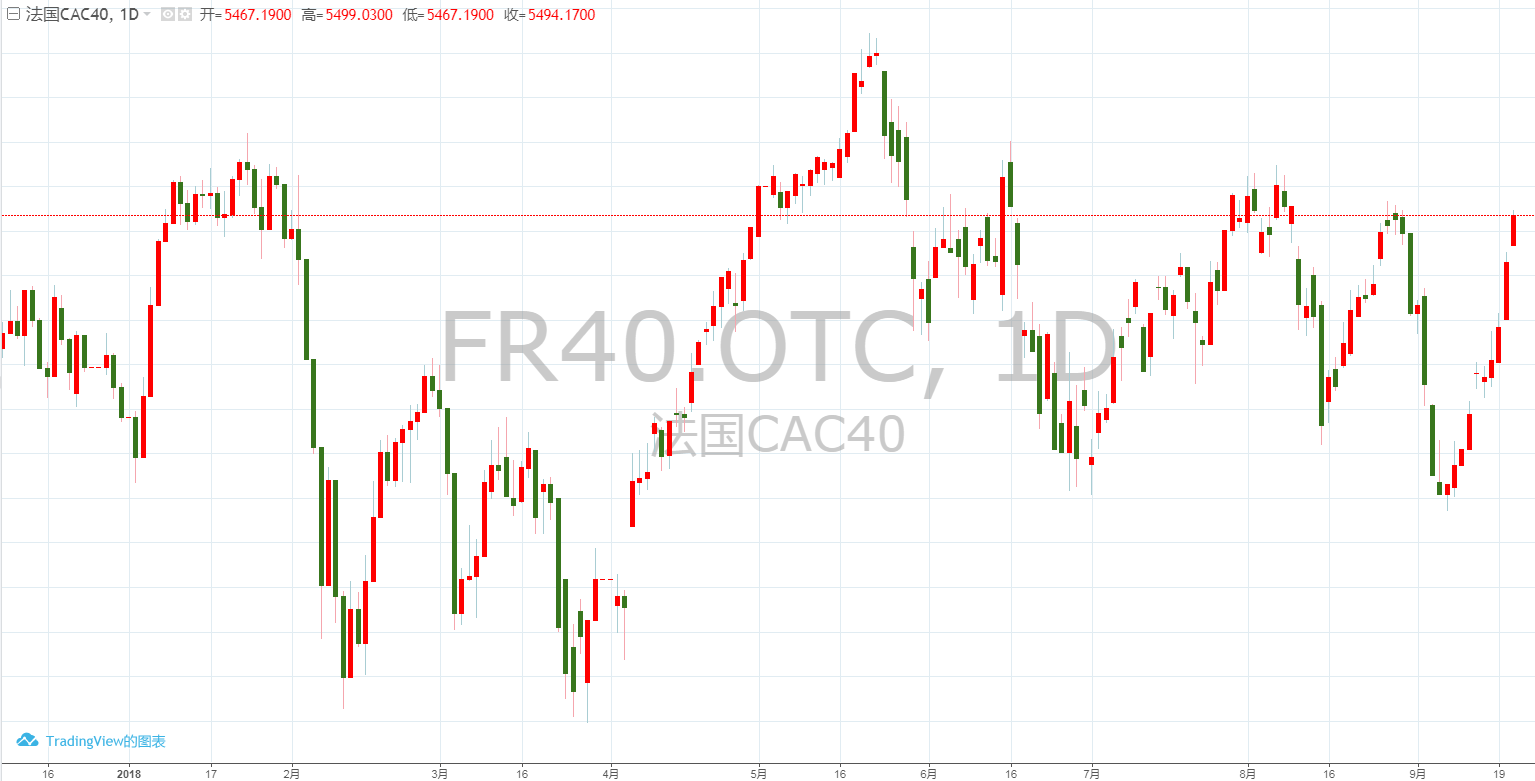 法国CAC40, 1D 开=5467.1900 高=5499.0300 低=5467.1900 收=5494.1700
FR40.OTC, 1D
法国CAC40
TradingView的图表
16 2018 17 2月 3月 16 4月 5月 16 6月 16 7月 8月 16 9月 19